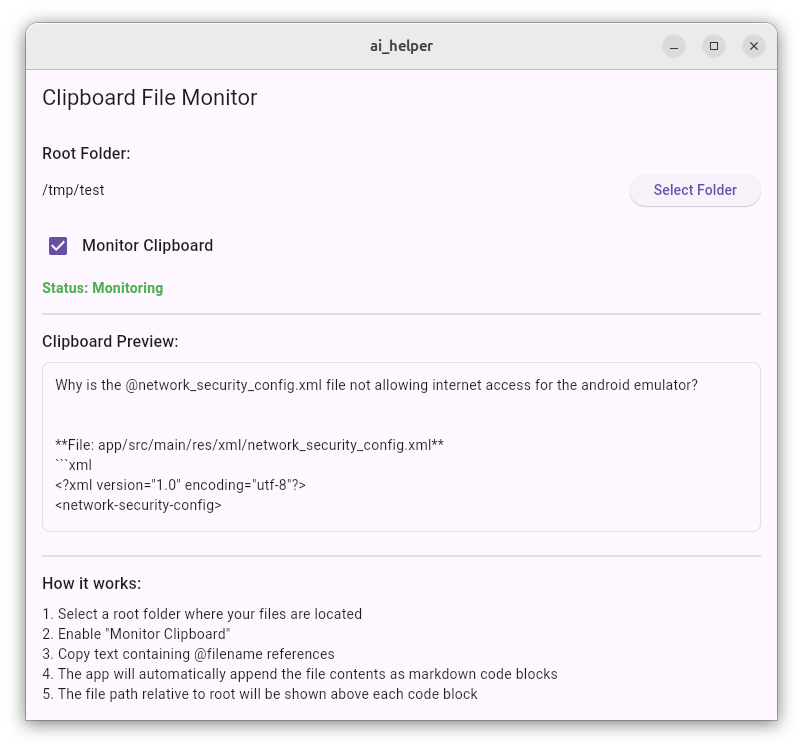 ai_helper
Clipboard File Monitor
Root Folder:
/tmp/test
Select Folder
Monitor Clipboard
Status: Monitoring
Clipboard Preview:
Why is the @network_security_config.xml file not allowing internet access for the android emulator?
**File: app/src/main/res/xml/network_security_config.xml**
```xml
<?xml version="1.0" encoding="utf-8"?>
<network-security-config>
How it works:
1. Select a root folder where your files are located
2. Enable "Monitor Clipboard"
3. Copy text containing @filename references
4. The app will automatically append the file contents as markdown code blocks
5. The file path relative to root will be shown above each code block